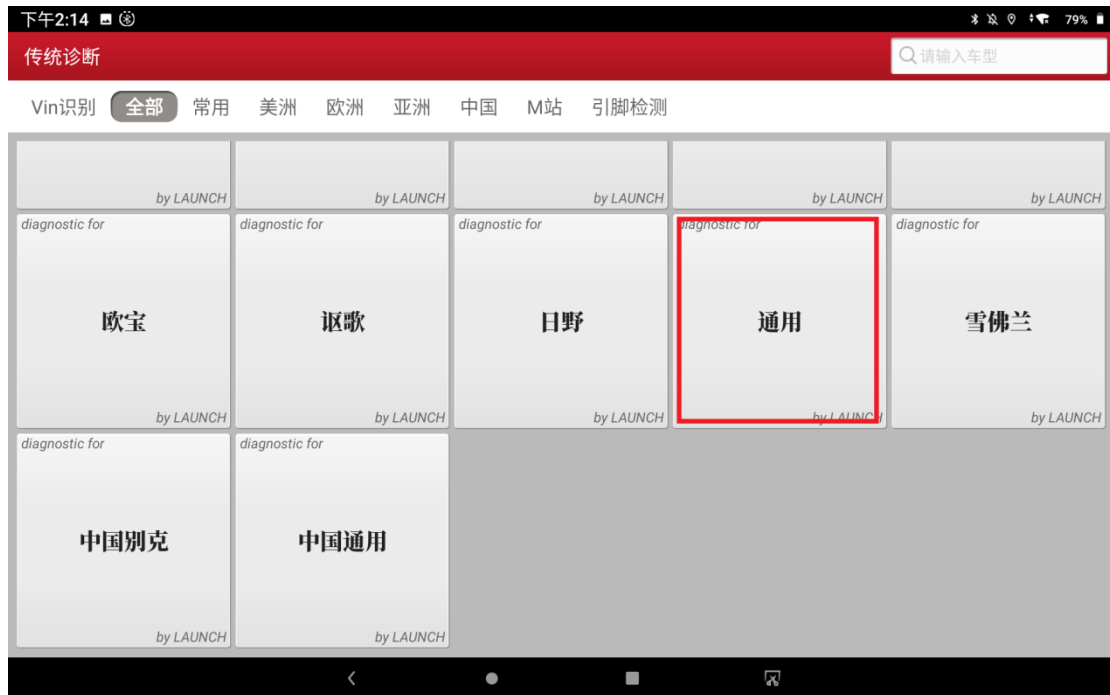 下午2:14 79%
传统诊断 请输入车型
Vin识别 全部 常用 美洲 欧洲 亚洲 中国 M站 引脚检测
by LAUNCH by LAUNCH by LAUNCH by LAUNCH by LAUNCH
diagnostic for diagnostic for diagnostic for diagnostic for diagnostic for
欧宝 讴歌 日野 通用 雪佛兰
by LAUNCH by LAUNCH by LAUNCH by LAUNCH by LAUNCH
diagnostic for diagnostic for
中国别克 中国通用
by LAUNCH by LAUNCH